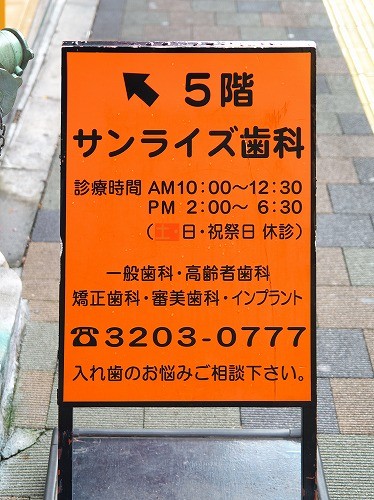 ↖ 5階
サンライズ歯科
診療時間 AM10:00〜12:30
PM 2:00〜 6:30
(土・日・祝祭日 休診)
一般歯科・高齢者歯科
矯正歯科・審美歯科・インプラント
☎3203-0777
入れ歯のお悩みご相談下さい。